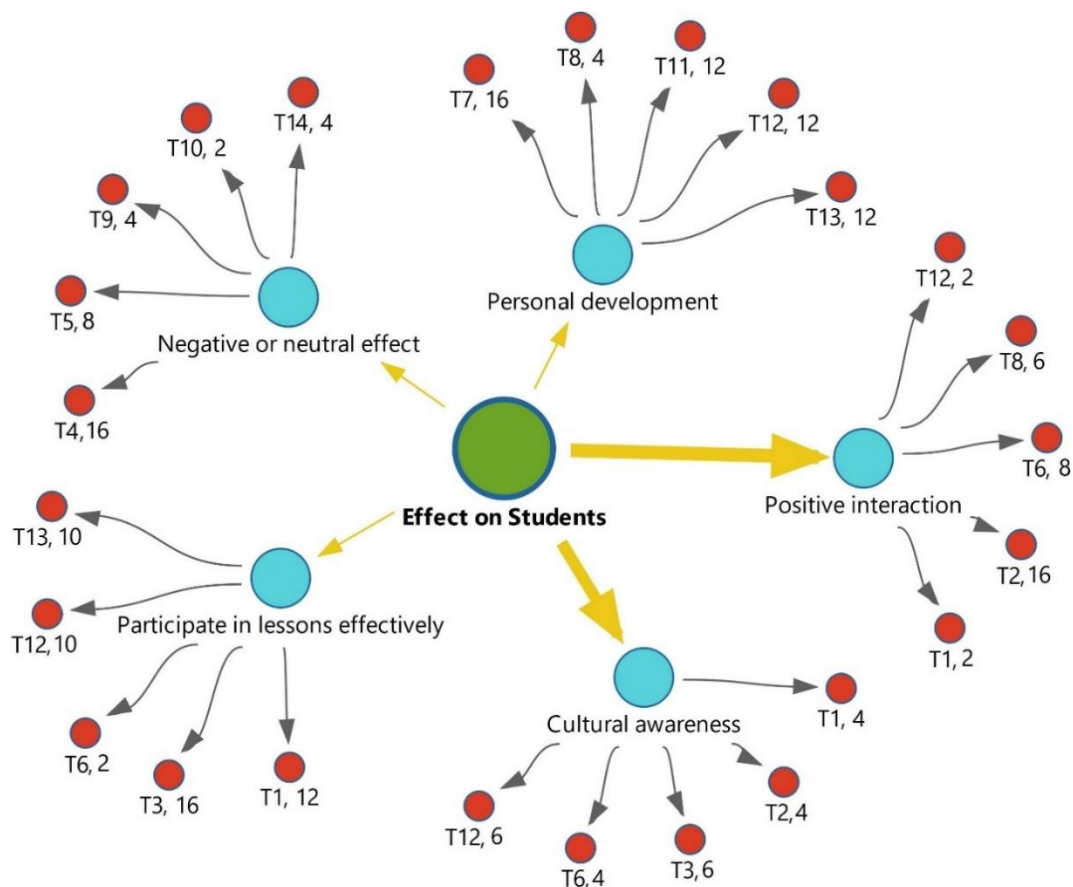 T8, 4
T11, 12
T7, 16
T12, 12
T14, 4
T10, 2
T13, 12
T9, 4
T12, 2
Personal development
T5, 8
Negative or neutral effect
T8, 6
T4, 16
T6, 8
Positive interaction
Effect on Students
T13, 10
T2, 16
Participate in lessons effectively
T12,10
T1, 2
T1, 4
Cultural awareness
T6, 2
T3, 16
T1, 12
T2,4
T12, 6
T3, 6
T6,4